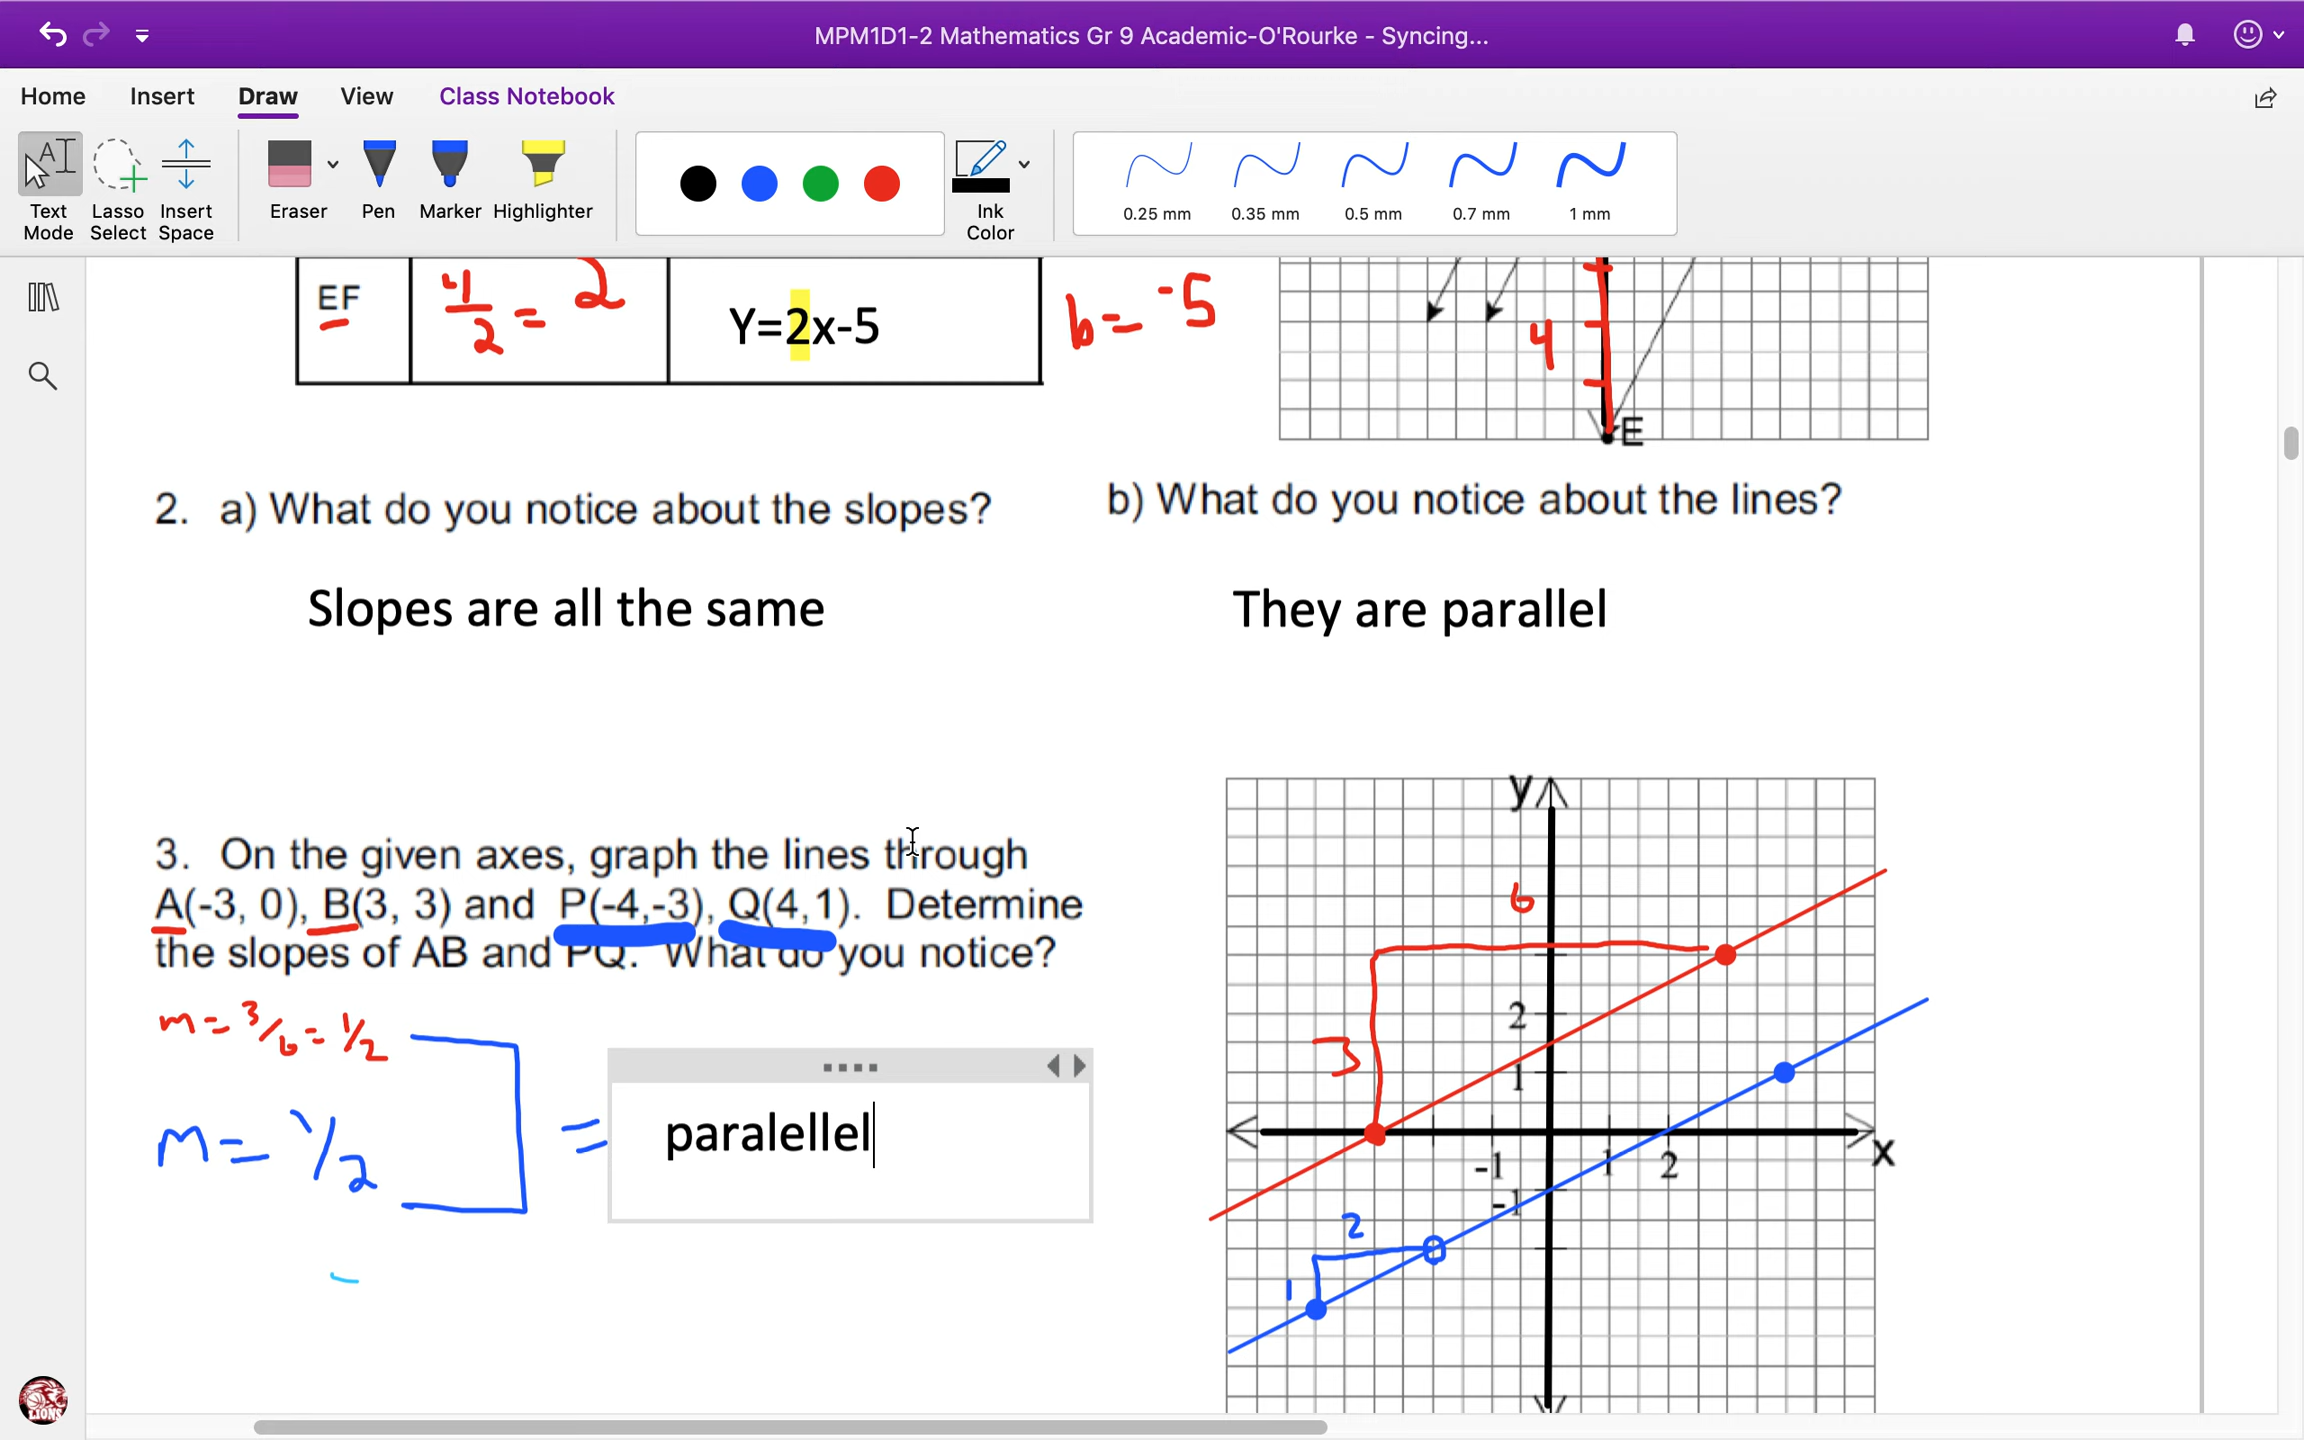 MPM1D1-2 Mathematics Gr 9 Academic-O'Rourke - Syncing...
Home Insert Draw View Class Notebook
Text Mode
Lasso Select
Insert Space
Eraser
Pen
Marker
Highlighter
Ink Color
0.25 mm
0.35 mm
0.5 mm
0.7 mm
1 mm
EF
4/2 = 2
Y=2x-5
b= -5
4
E
2. a) What do you notice about the slopes?
b) What do you notice about the lines?
Slopes are all the same
They are parallel
3. On the given axes, graph the lines through
A(-3, 0), B(3, 3) and P(-4,-3), Q(4,1). Determine
the slopes of AB and PQ. What do you notice?
m = 3/6 = 1/2
m = 1/2
=
paralellel
y
6
2
3
1
-1
1
2
x
-1
2
1
LIONS